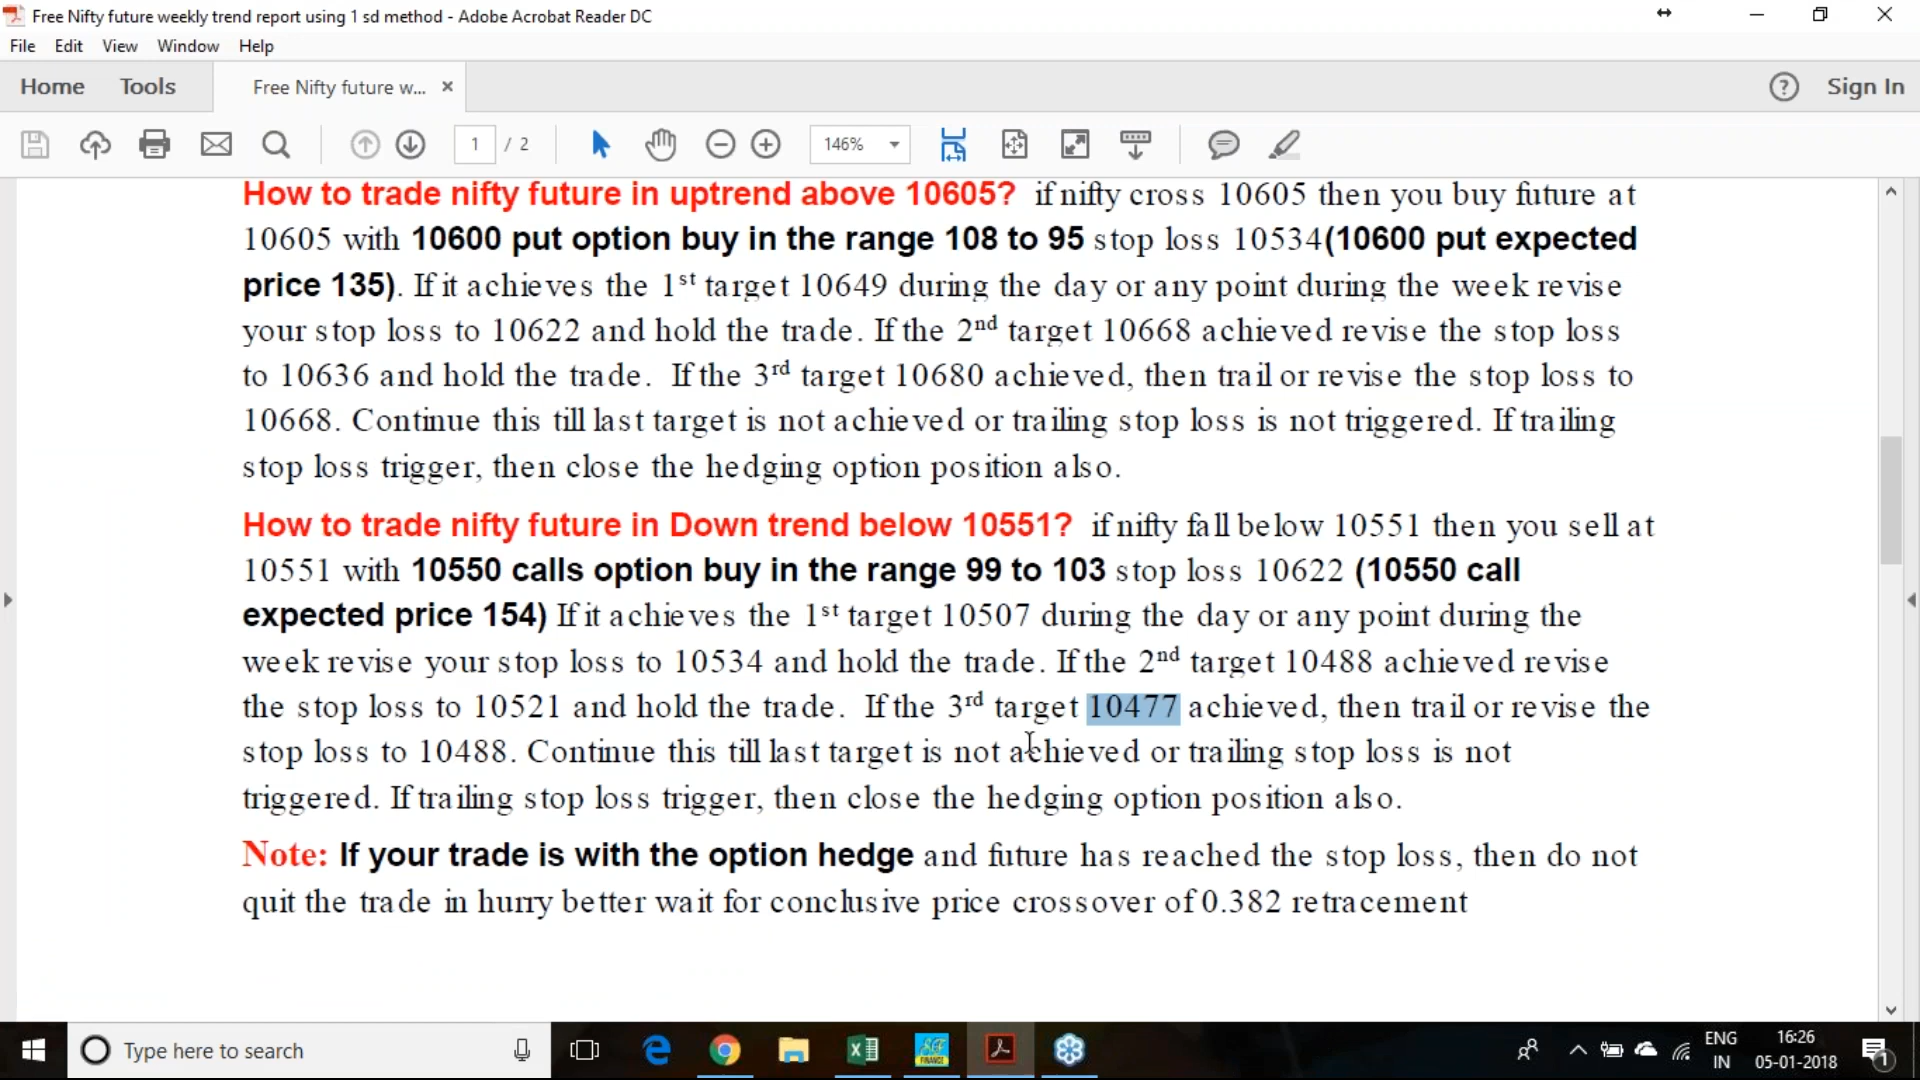 Free Nifty future weekly trend report using 1 sd method - Adobe Acrobat Reader DC
File Edit View Window Help
Home Tools Free Nifty future w... × ? Sign In
1 / 2 146%
How to trade nifty future in uptrend above 10605? if nifty cross 10605 then you buy future at
10605 with 10600 put option buy in the range 108 to 95 stop loss 10534(10600 put expected
price 135). If it achieves the 1st target 10649 during the day or any point during the week revise
your stop loss to 10622 and hold the trade. If the 2nd target 10668 achieved revise the stop loss
to 10636 and hold the trade. If the 3rd target 10680 achieved, then trail or revise the stop loss to
10668. Continue this till last target is not achieved or trailing stop loss is not triggered. If trailing
stop loss trigger, then close the hedging option position also.
How to trade nifty future in Down trend below 10551? if nifty fall below 10551 then you sell at
10551 with 10550 calls option buy in the range 99 to 103 stop loss 10622 (10550 call
expected price 154) If it achieves the 1st target 10507 during the day or any point during the
week revise your stop loss to 10534 and hold the trade. If the 2nd target 10488 achieved revise
the stop loss to 10521 and hold the trade. If the 3rd target 10477 achieved, then trail or revise the
stop loss to 10488. Continue this till last target is not achieved or trailing stop loss is not
triggered. If trailing stop loss trigger, then close the hedging option position also.
Note: If your trade is with the option hedge and future has reached the stop loss, then do not
quit the trade in hurry better wait for conclusive price crossover of 0.382 retracement
Type here to search
FINANCE
ENG
IN
16:26
05-01-2018
1